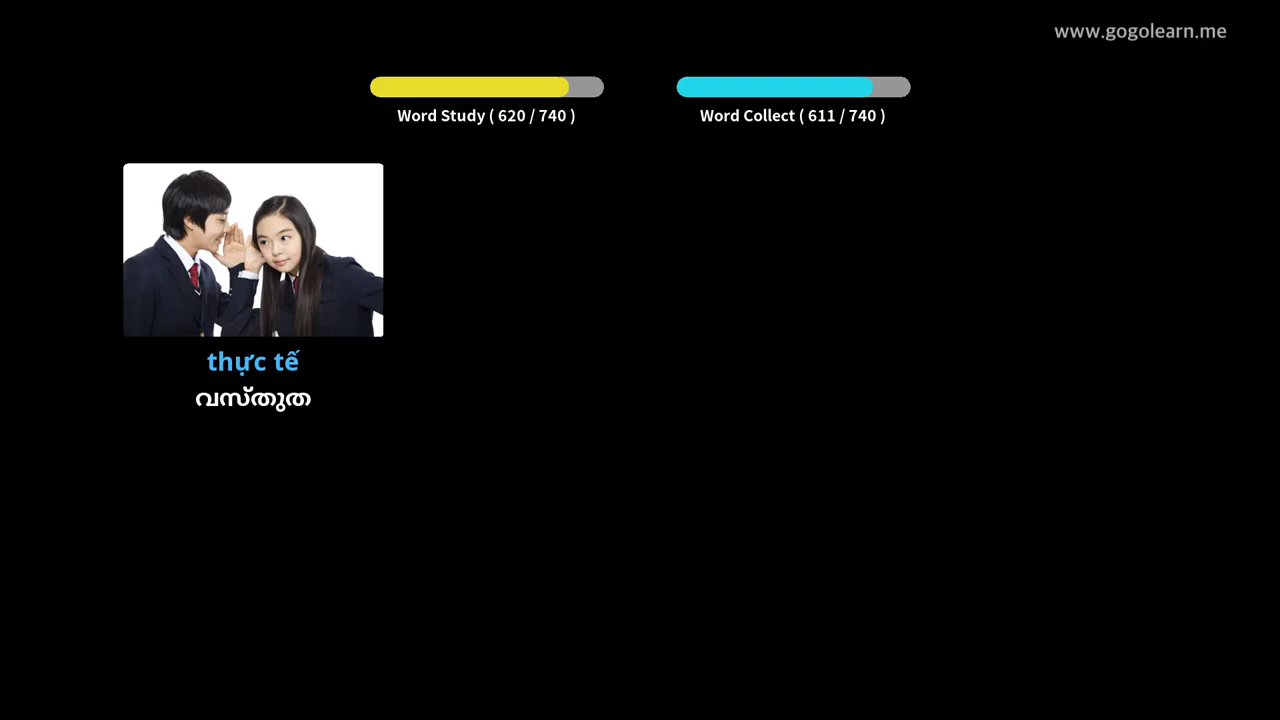 www.gogolearn.me
Word Study ( 620 / 740 )
Word Collect ( 611 / 740 )
thực tế
വസ്തുത